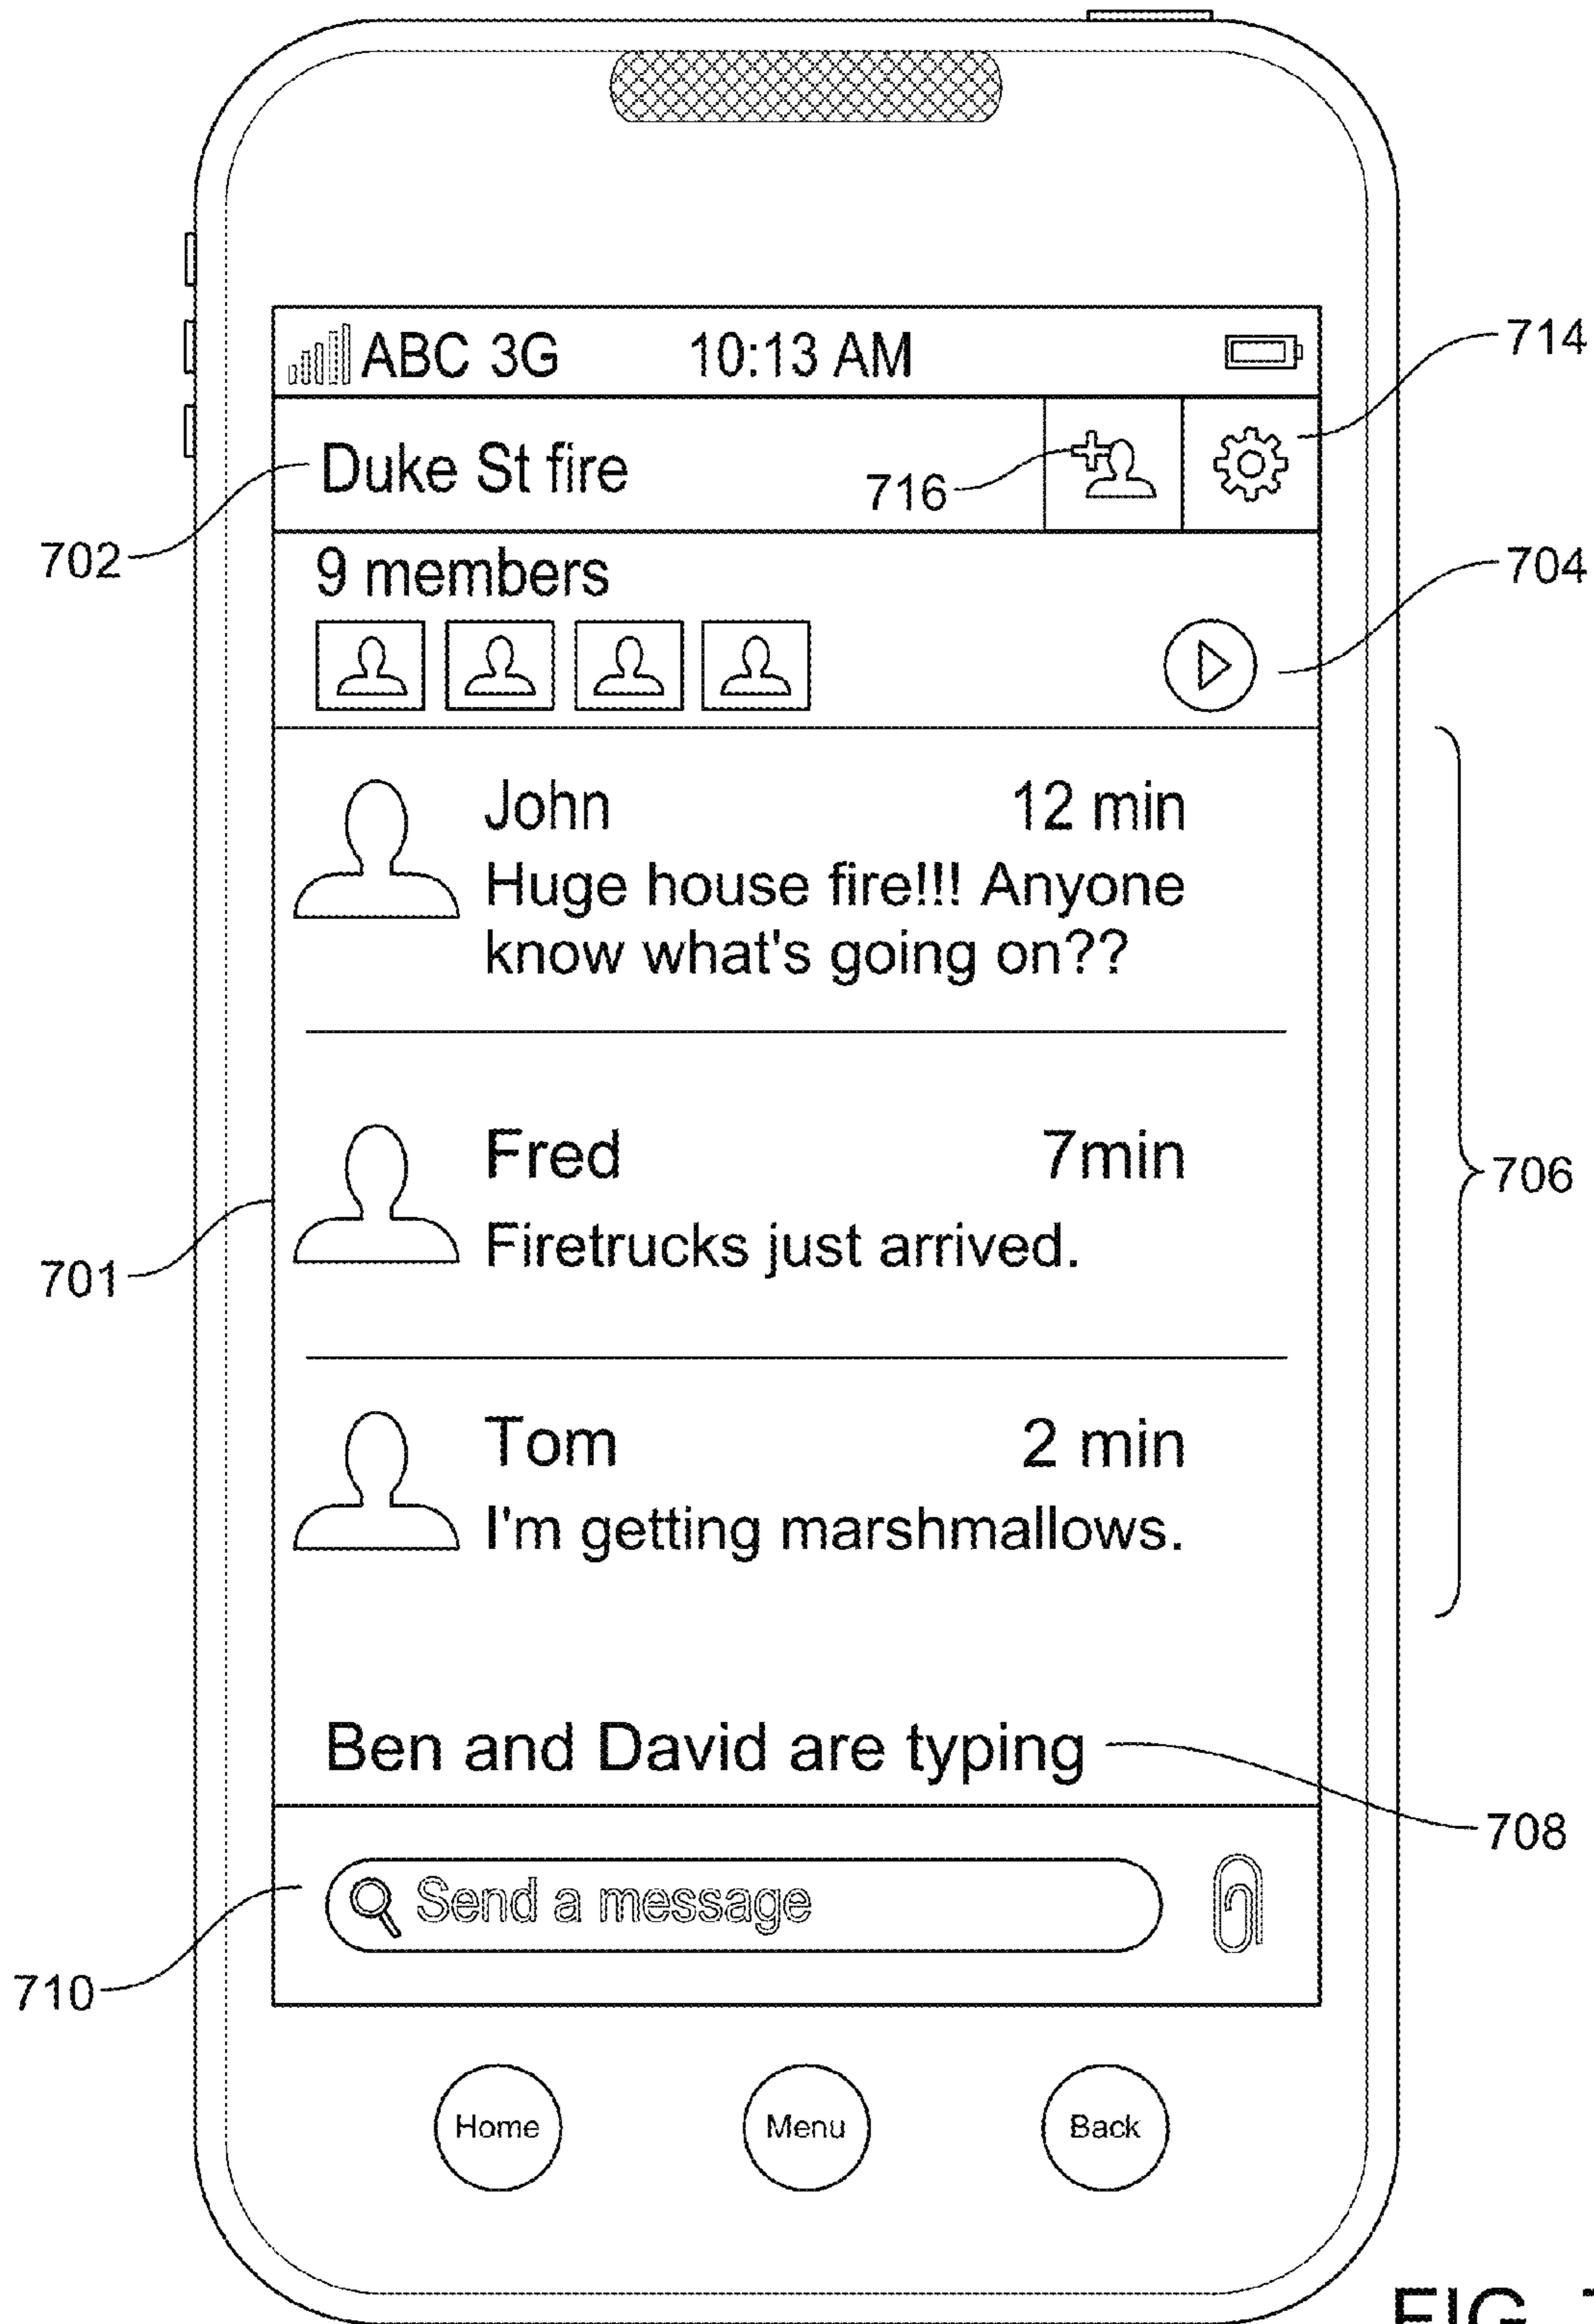 ABC 3G 10:13 AM
714
Duke St fire
716
702
9 members
704
John 12 min
Huge house fire!!! Anyone
know what's going on??
Fred 7min
706
Firetrucks just arrived.
701
Tom 2 min
I'm getting marshmallows.
Ben and David are typing
708
Send a message
710
Home Menu Back
FIG.